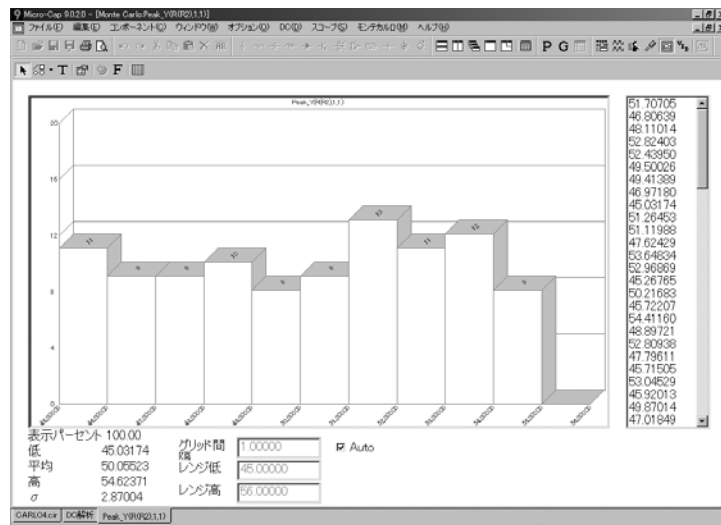 Micro-Cap 9.0.2.0 - [Monte Carlo:Peak_Y(R(R2),1,1)]
ファイル(F) 編集(E) コンポーネント(C) ウィンドウ(W) オプション(O) DC(D) スコープ(S) モンテカルロ(M) ヘルプ(H)
T F P G
Peak_Y(R(R2),1,1)
20
16
12
8
4
0
11 9 9 10 9 13 11 12
表示パーセント 100.00
低 45.03174
平均 50.05523
高 54.62371
σ 2.87004
グリッド間隔 1.00000
レンジ低 45.00000
レンジ高 56.00000
Auto
51.70705
46.80639
48.11014
52.82403
52.43950
49.50026
49.41389
46.97180
45.03174
51.26453
51.11988
47.62429
53.64834
52.96869
45.26765
50.21683
45.72207
54.41160
48.89721
52.80938
47.79611
45.71505
53.04529
45.92013
49.87014
47.01849
CARLO4.cir DC解析 Peak_Y(R(R2),1,1)